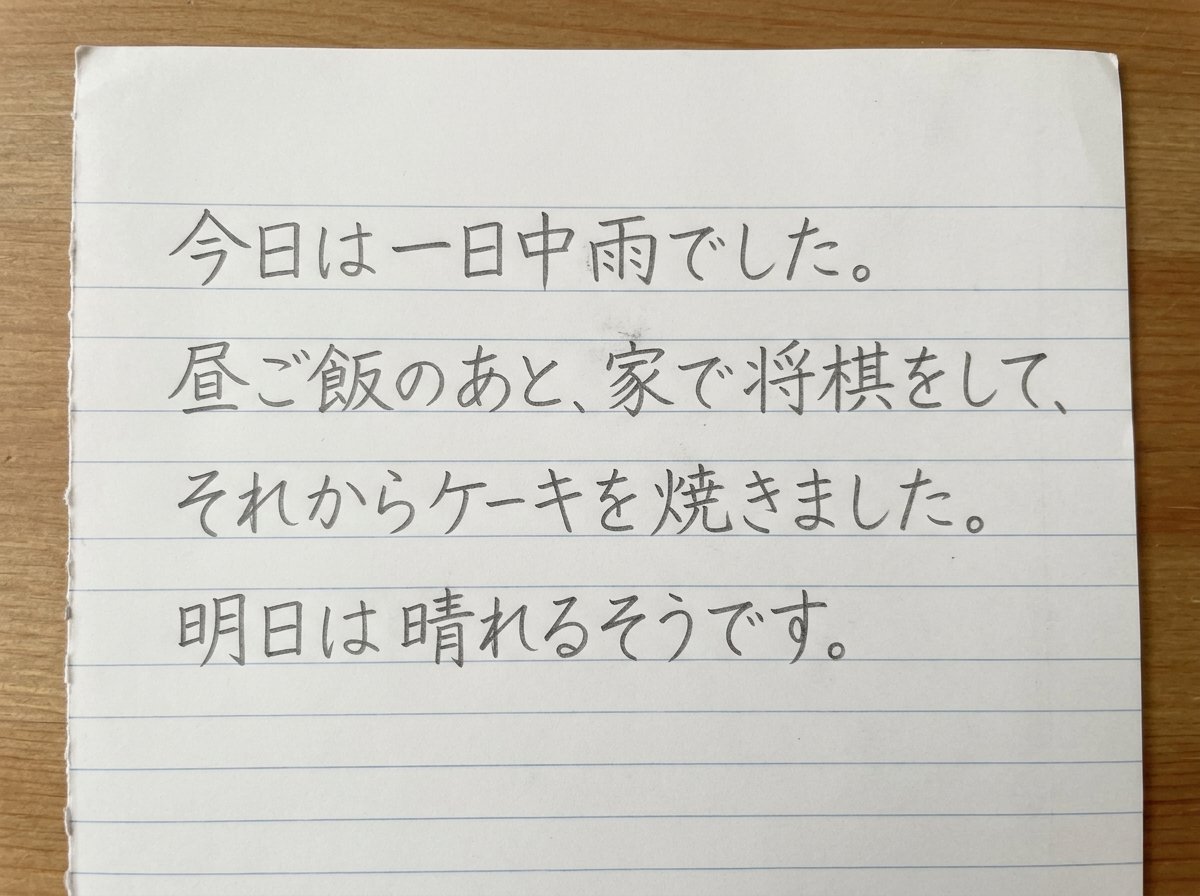 今日は一日中雨でした。
昼ご飯のあと、家で将棋をして、
それからケーキを焼きました。
明日は晴れるそうです。